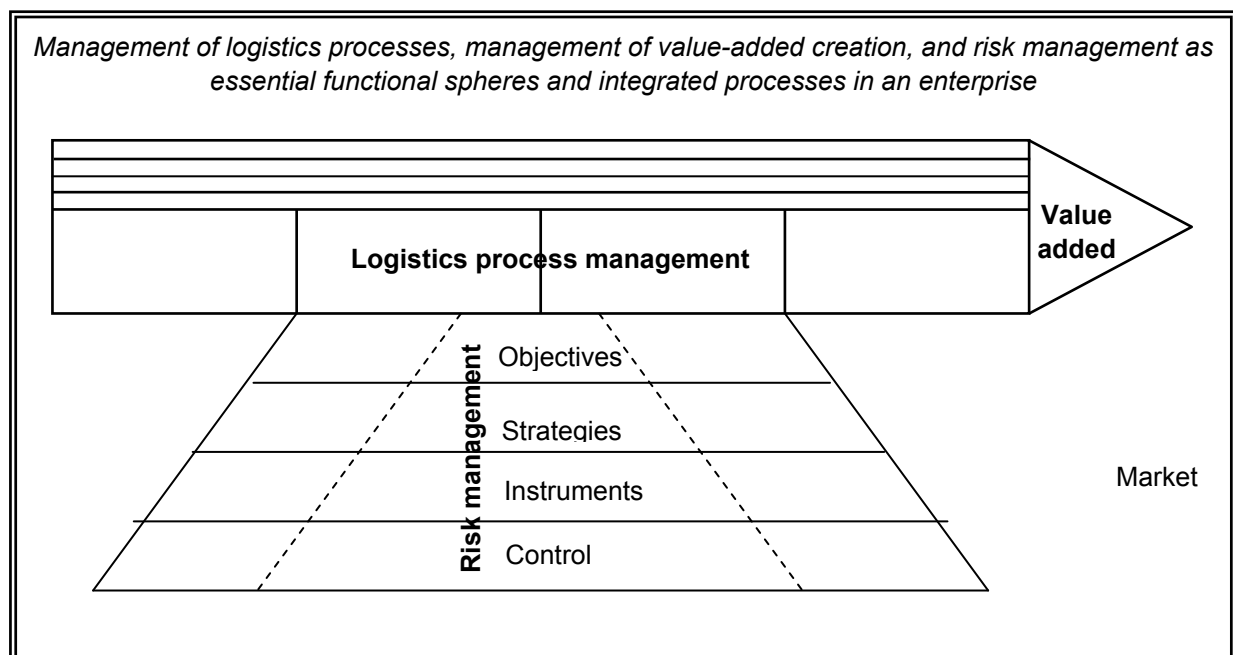 Management of logistics processes, management of value-added creation, and risk management as
essential functional spheres and integrated processes in an enterprise
Value
added
Logistics process management
Risk management
Objectives
Strategies
Instruments
Control
Market